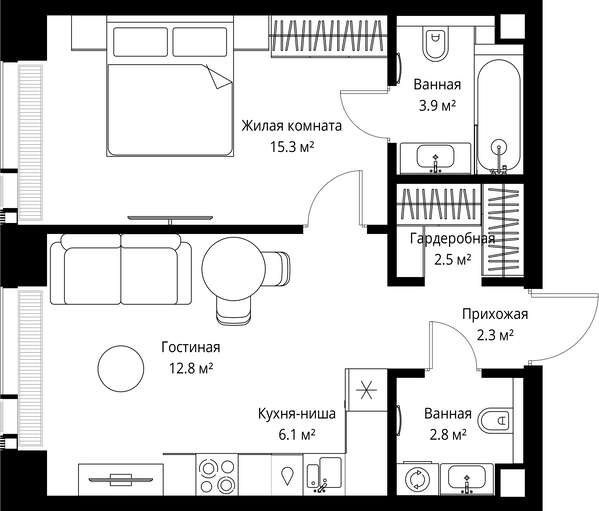 Ванная
3.9 м²
Жилая комната
15.3 м²
Гардеробная
2.5 м²
Прихожая
2.3 м²
Гостиная
12.8 м²
Кухня-ниша
6.1 м²
Ванная
2.8 м²